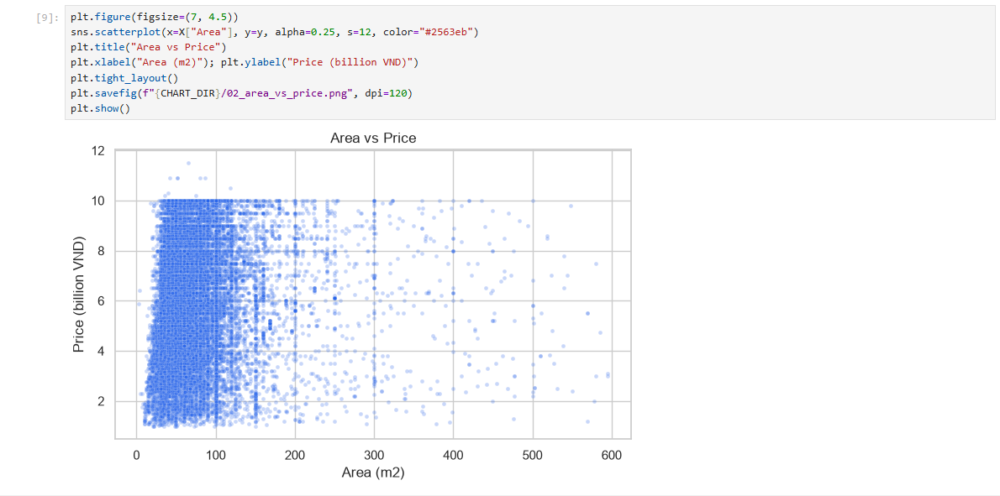 [9]:
plt.figure(figsize=(7, 4.5))
sns.scatterplot(x=X["Area"], y=y, alpha=0.25, s=12, color="#2563eb")
plt.title("Area vs Price")
plt.xlabel("Area (m2)"); plt.ylabel("Price (billion VND)")
plt.tight_layout()
plt.savefig(f"{CHART_DIR}/02_area_vs_price.png", dpi=120)
plt.show()
Area vs Price
Price (billion VND)
12
10
8
6
4
2
0 100 200 300 400 500 600
Area (m2)